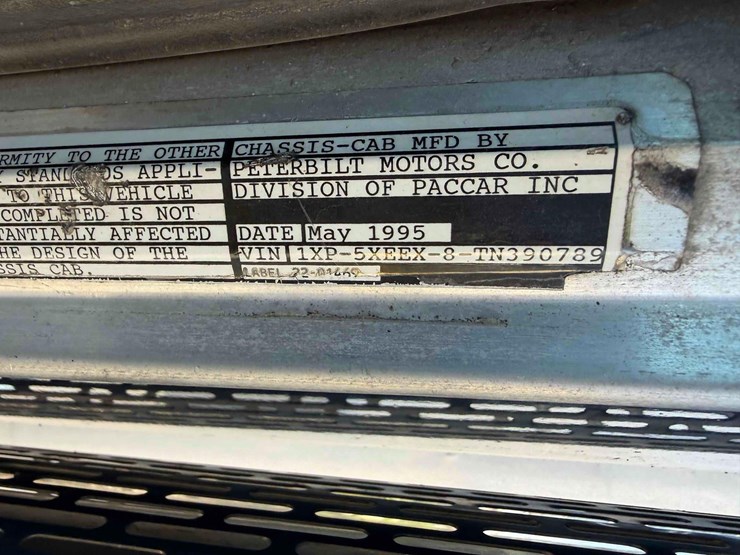 RMITY TO THE OTHER
APPLI-
TO THIS VEHICLE
COMPLETED IS NOT
TANTIALLY AFFECTED
HE DESIGN OF THE
SSIS CAB.
CHASSIS-CAB MFD BY
PETERBILT MOTORS CO.
DIVISION OF PACCAR INC
DATE May 1995
VIN 1XP-5XEEX-8-TN390789
LABEL